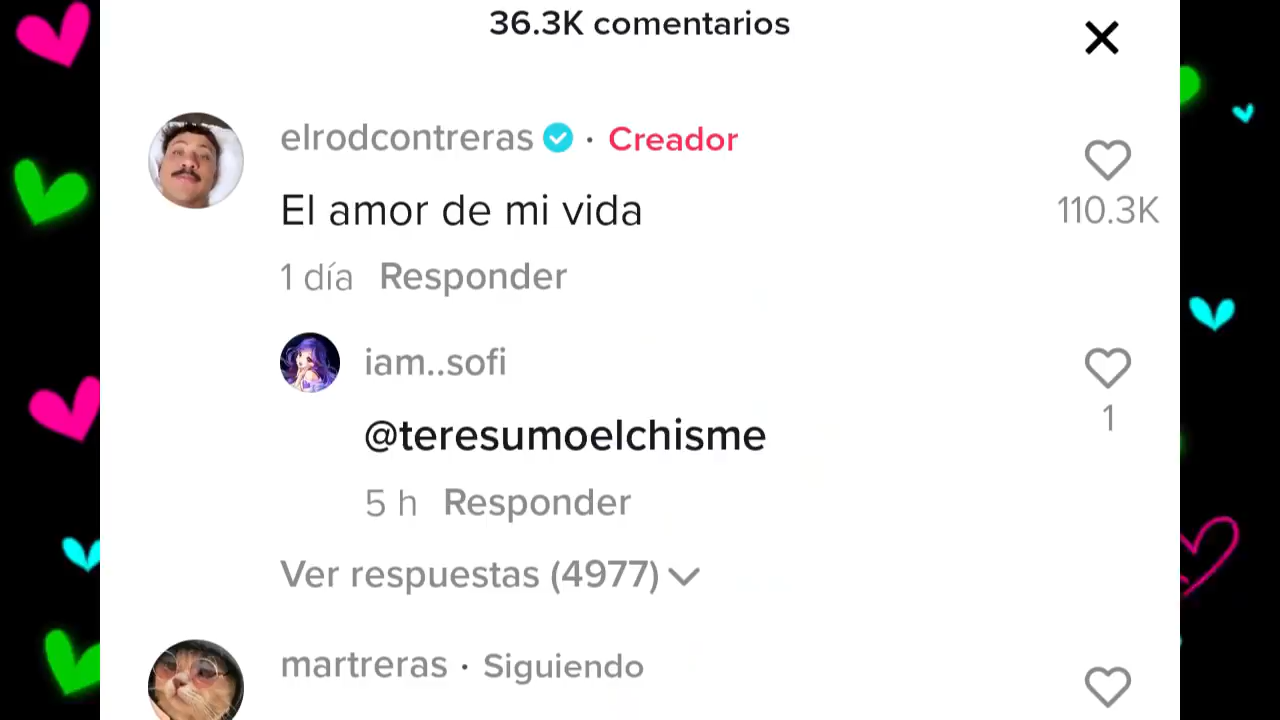 36.3K comentarios
elrodcontreras · Creador
El amor de mi vida
110.3K
1 día Responder
iam..sofi
@teresumoelchisme
1
5 h Responder
Ver respuestas (4977)
martreras · Siguiendo